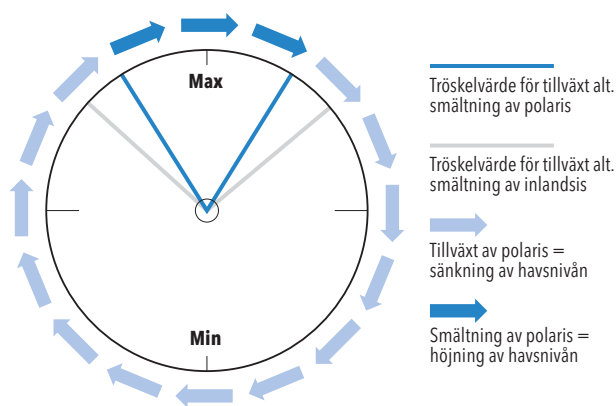 Max
Min
Tröskelvärde för tillväxt alt.
smältning av polaris
Tröskelvärde för tillväxt alt.
smältning av inlandsis
Tillväxt av polaris =
sänkning av havsnivån
Smältning av polaris =
höjning av havsnivån